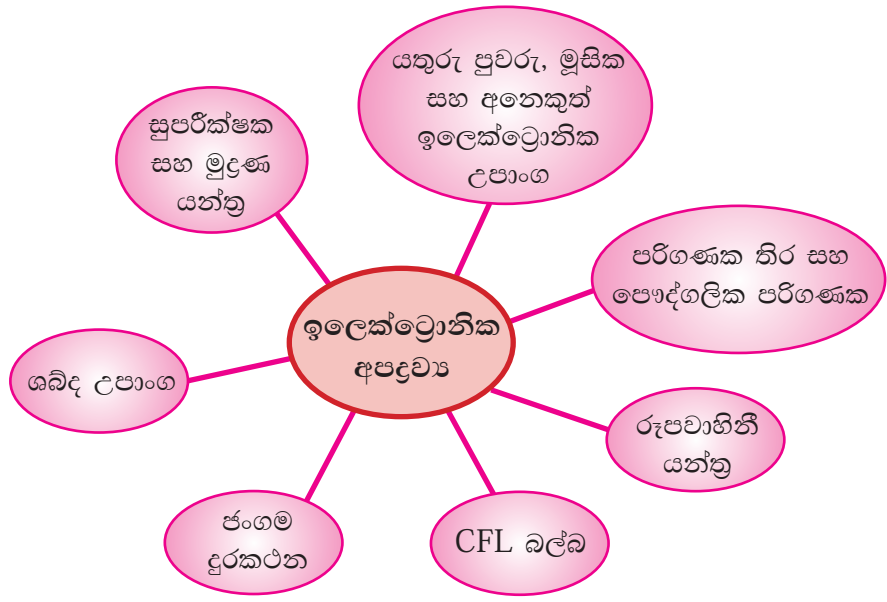 යතුරු පුවරු, මූසික
සහ අනෙකුත්
ඉලෙක්ට්‍රොනික
උපාංග
සුපරීක්ෂක
සහ මුද්‍රණ
යන්ත්‍ර
පරිගණක තිර සහ
පෞද්ගලික පරිගණක
ඉලෙක්ට්‍රොනික
අපද්‍රව්‍ය
ශබ්ද උපාංග
රූපවාහිනී
යන්ත්‍ර
ජංගම
දුරකථන
CFL බල්බ